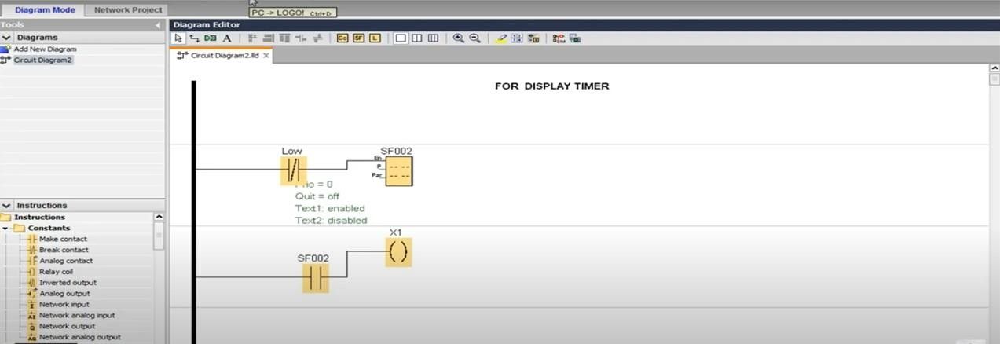 Diagram Mode
Network Project
PC -> LOGO! Ctrl+D
Tools
Diagram Editor
Diagrams
Add New Diagram
Circuit Diagram2
Co SF L
Circuit Diagram2.lld
FOR DISPLAY TIMER
Low
SF002
En
P
Par
= 0
Quit = off
Text1: enabled
Text2: disabled
X1
SF002
Instructions
Instructions
Constants
Make contact
Break contact
Analog contact
Relay coil
Inverted output
Analog output
Network input
AI Network analog input
Q Network output
AQ Network analog output